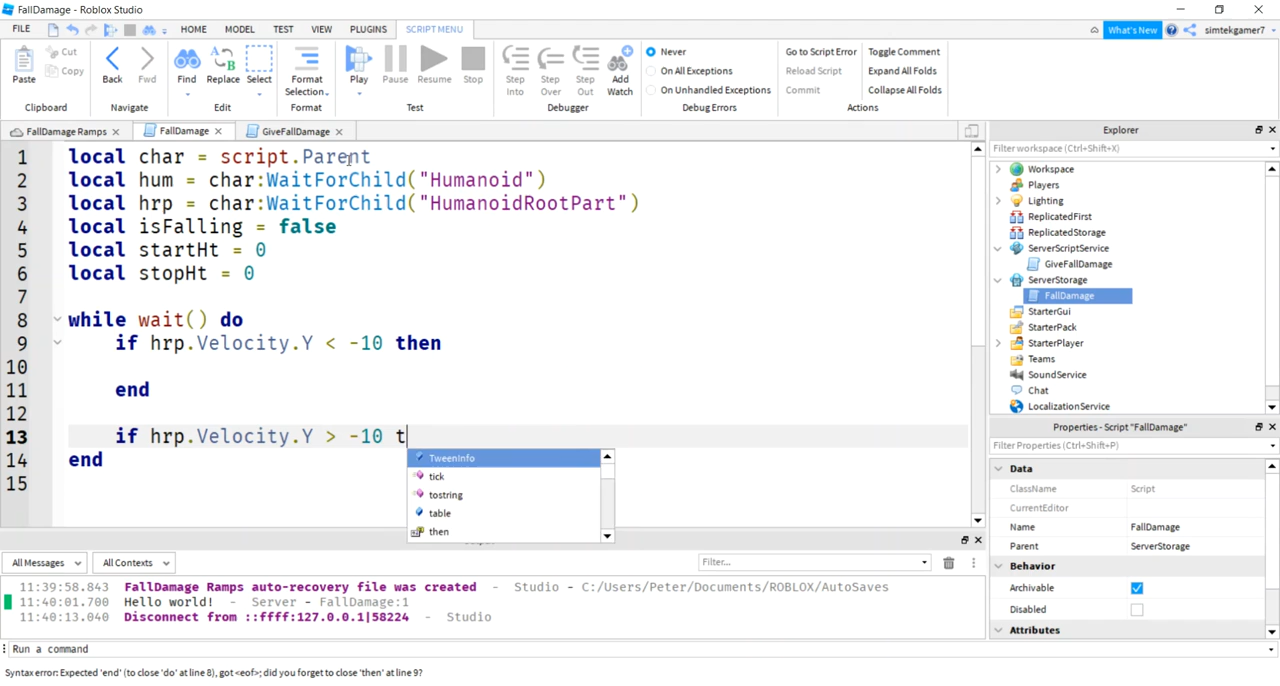 FallDamage - Roblox Studio
FILE HOME MODEL TEST VIEW PLUGINS SCRIPT MENU What's New simtekgamer7
Paste Cut Copy Back Fwd Find Replace Select Format Selection Play Pause Resume Stop Step Into Step Over Step Out Add Watch Never On All Exceptions On Unhandled Exceptions Go to Script Error Reload Script Commit Toggle Comment Expand All Folds Collapse All Folds
Clipboard Navigate Edit Format Test Debugger Debug Errors Actions
FallDamage Ramps × FallDamage × GiveFallDamage ×
1 local char = script.Parent
2 local hum = char:WaitForChild("Humanoid")
3 local hrp = char:WaitForChild("HumanoidRootPart")
4 local isFalling = false
5 local startHt = 0
6 local stopHt = 0
7
8 while wait() do
9 if hrp.Velocity.Y < -10 then
10
11 end
12
13 if hrp.Velocity.Y > -10 t
14 end
15
TweenInfo
tick
tostring
table
then
Explorer
Filter workspace (Ctrl+Shift+X)
Workspace
Players
Lighting
ReplicatedFirst
ReplicatedStorage
ServerScriptService
GiveFallDamage
ServerStorage
FallDamage
StarterGui
StarterPack
StarterPlayer
Teams
SoundService
Chat
LocalizationService
Properties - Script "FallDamage"
Filter Properties (Ctrl+Shift+P)
Data
ClassName Script
CurrentEditor
Name FallDamage
Parent ServerStorage
Behavior
Archivable
Disabled
Attributes
All Messages All Contexts Filter...
11:39:58.843 FallDamage Ramps auto-recovery file was created - Studio - C:/Users/Peter/Documents/ROBLOX/AutoSaves
11:40:01.700 Hello world! - Server - FallDamage:1
11:40:13.040 Disconnect from ::ffff:127.0.0.1|58224 - Studio
Run a command
Syntax error: Expected 'end' (to close 'do' at line 8), got <eof>; did you forget to close 'then' at line 9?